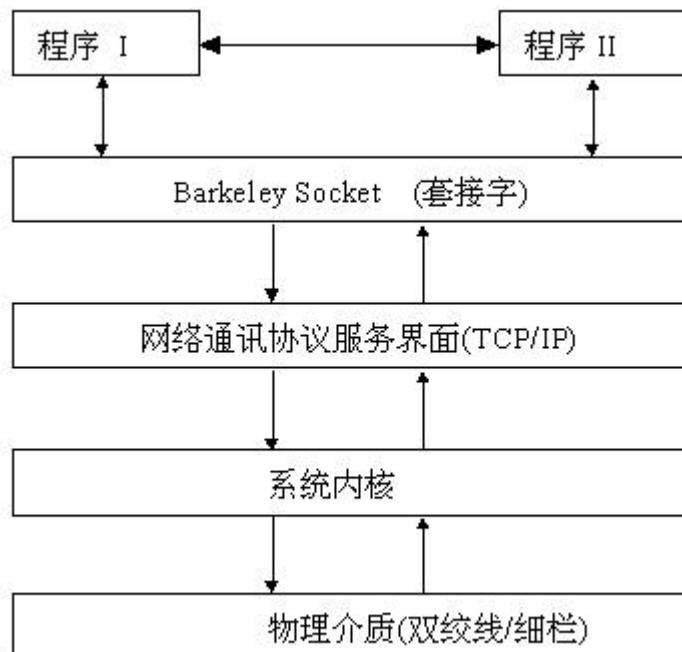 程序 I
程序 II
Barkeley Socket (套接字)
网络通讯协议服务界面(TCP/IP)
系统内核
物理介质(双绞线/细栏)